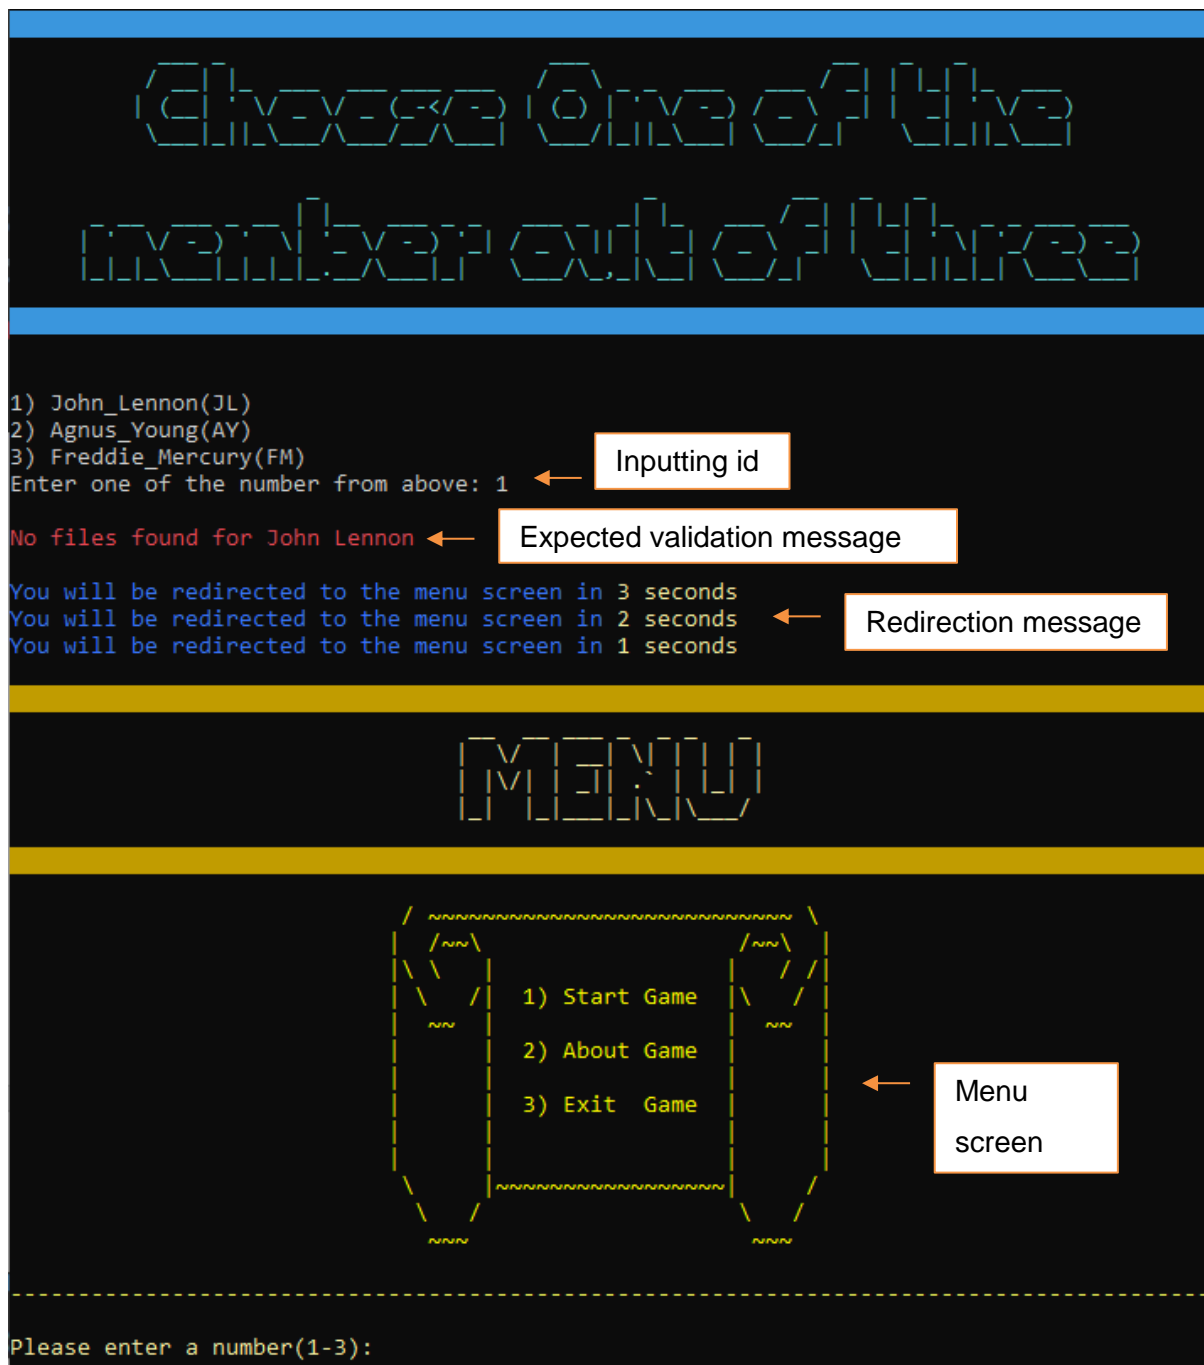 Choose One of the
member out of three
1) John_Lennon(JL)
2) Agnus_Young(AY)
3) Freddie_Mercury(FM)
Enter one of the number from above: 1
Inputting id
No files found for John Lennon
Expected validation message
You will be redirected to the menu screen in 3 seconds
You will be redirected to the menu screen in 2 seconds
You will be redirected to the menu screen in 1 seconds
Redirection message
MENU
1) Start Game
2) About Game
3) Exit Game
Menu
screen
Please enter a number(1-3):